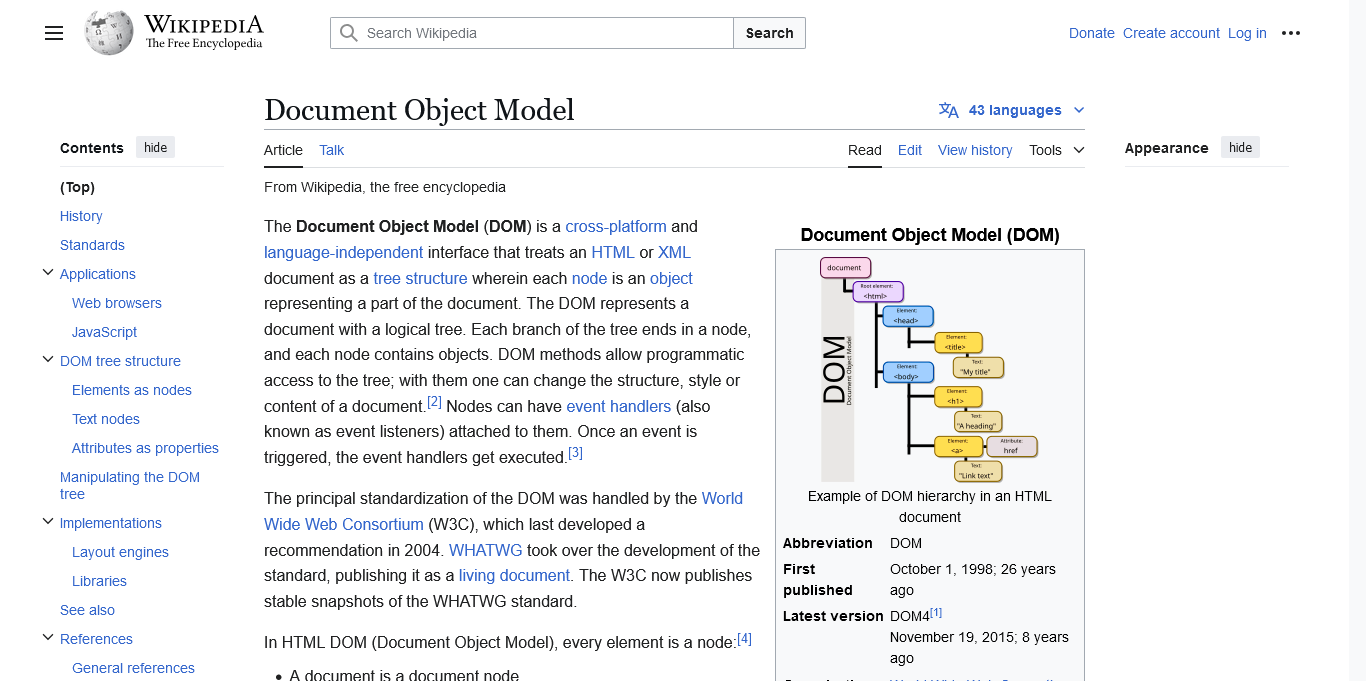 WIKIPEDIA
The Free Encyclopedia
Search Wikipedia
Search
Donate Create account Log in
Document Object Model
43 languages
Article Talk
Read Edit View history Tools
From Wikipedia, the free encyclopedia
Contents hide
(Top)
History
Standards
Applications
Web browsers
JavaScript
DOM tree structure
Elements as nodes
Text nodes
Attributes as properties
Manipulating the DOM
tree
Implementations
Layout engines
Libraries
See also
References
General references
The Document Object Model (DOM) is a cross-platform and
language-independent interface that treats an HTML or XML
document as a tree structure wherein each node is an object
representing a part of the document. The DOM represents a
document with a logical tree. Each branch of the tree ends in a node,
and each node contains objects. DOM methods allow programmatic
access to the tree; with them one can change the structure, style or
content of a document.[2] Nodes can have event handlers (also
known as event listeners) attached to them. Once an event is
triggered, the event handlers get executed.[3]
The principal standardization of the DOM was handled by the World
Wide Web Consortium (W3C), which last developed a
recommendation in 2004. WHATWG took over the development of the
standard, publishing it as a living document. The W3C now publishes
stable snapshots of the WHATWG standard.
In HTML DOM (Document Object Model), every element is a node:[4]
• A document is a document node
Document Object Model (DOM)
document
Root element:
<html>
Element:
<head>
Element:
<title>
Text:
"My title"
Element:
<body>
Element:
<h1>
Text:
"A heading"
Element:
<a>
Attribute:
href
Text:
"Link text"
DOM
Document Object Model
Example of DOM hierarchy in an HTML
document
Abbreviation DOM
First published October 1, 1998; 26 years
ago
Latest version DOM4[1]
November 19, 2015; 8 years
ago
Appearance hide